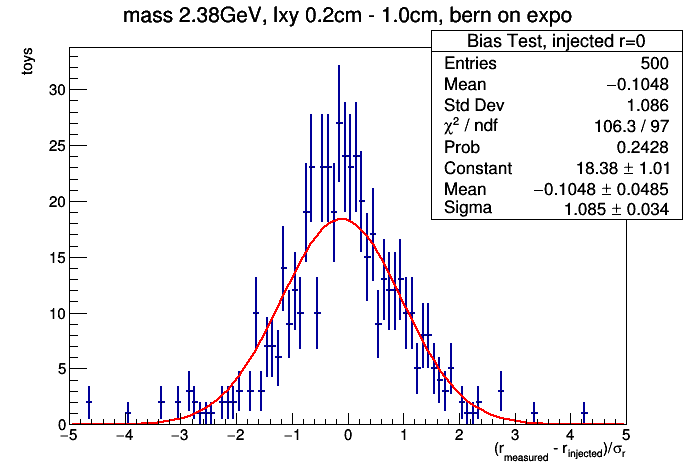 mass 2.38GeV, lxy 0.2cm - 1.0cm, bern on expo
Bias Test, injected r=0
Entries 500
Mean −0.1048
Std Dev 1.086
χ² / ndf 106.3 / 97
Prob 0.2428
Constant 18.38 ± 1.01
Mean −0.1048 ± 0.0485
Sigma 1.085 ± 0.034
toys
30
25
20
15
10
5
0
−5 −4 −3 −2 −1 0 1 2 3 4 5
(r_measured - r_injected)/σ_r